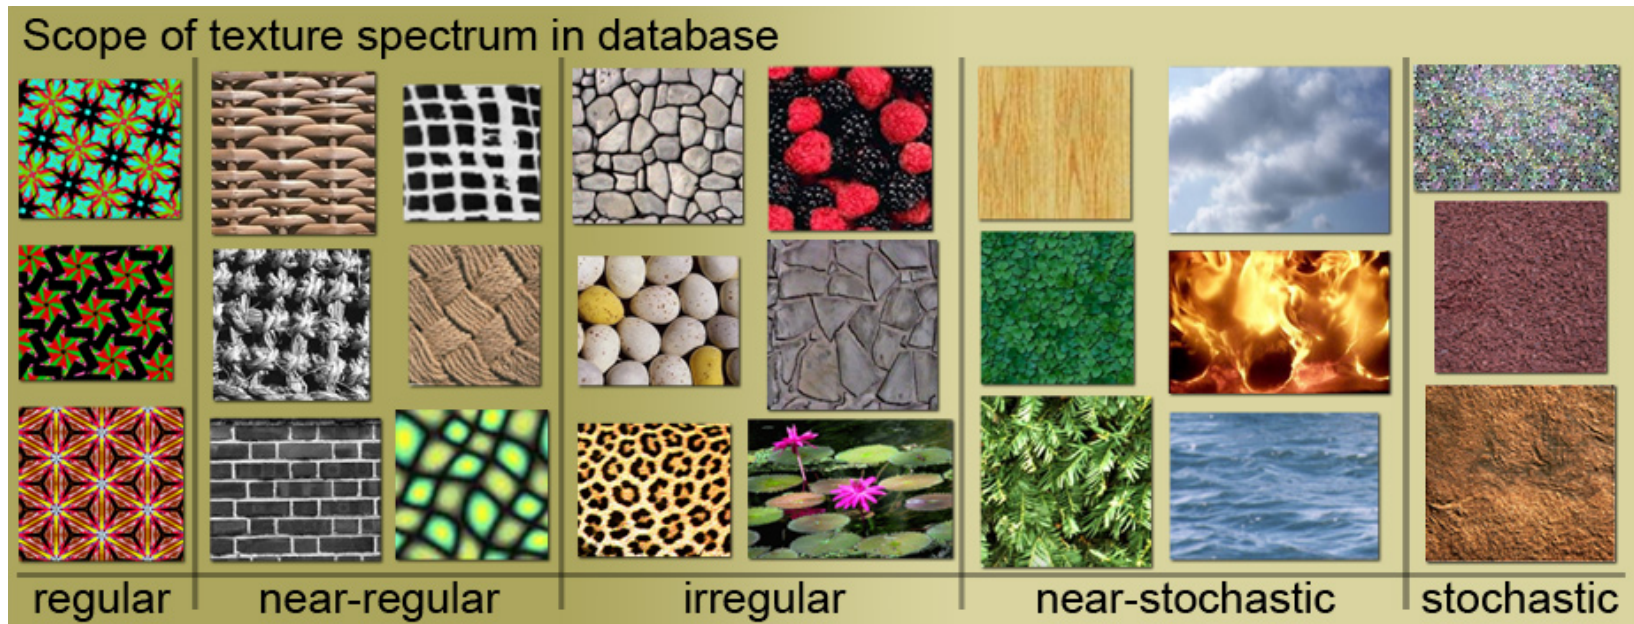 Scope of texture spectrum in database
regular near-regular irregular near-stochastic stochastic